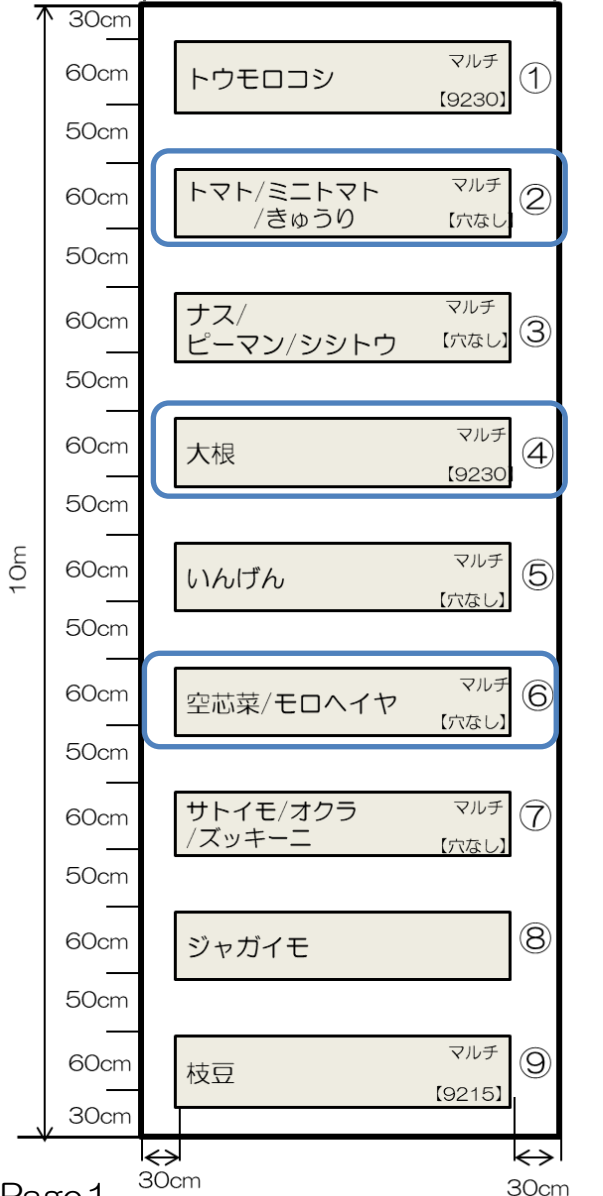 30cm
60cm
トウモロコシ
マルチ
【9230】
①
50cm
60cm
トマト/ミニトマト
/きゅうり
マルチ
【穴なし】
②
50cm
60cm
ナス/
ピーマン/シシトウ
マルチ
【穴なし】
③
50cm
60cm
大根
マルチ
【9230】
④
50cm
10m
60cm
いんげん
マルチ
【穴なし】
⑤
50cm
60cm
空芯菜/モロヘイヤ
マルチ
【穴なし】
⑥
50cm
60cm
サトイモ/オクラ
/ズッキーニ
マルチ
【穴なし】
⑦
50cm
60cm
ジャガイモ
⑧
50cm
60cm
枝豆
マルチ
【9215】
⑨
30cm
30cm
30cm
Page1